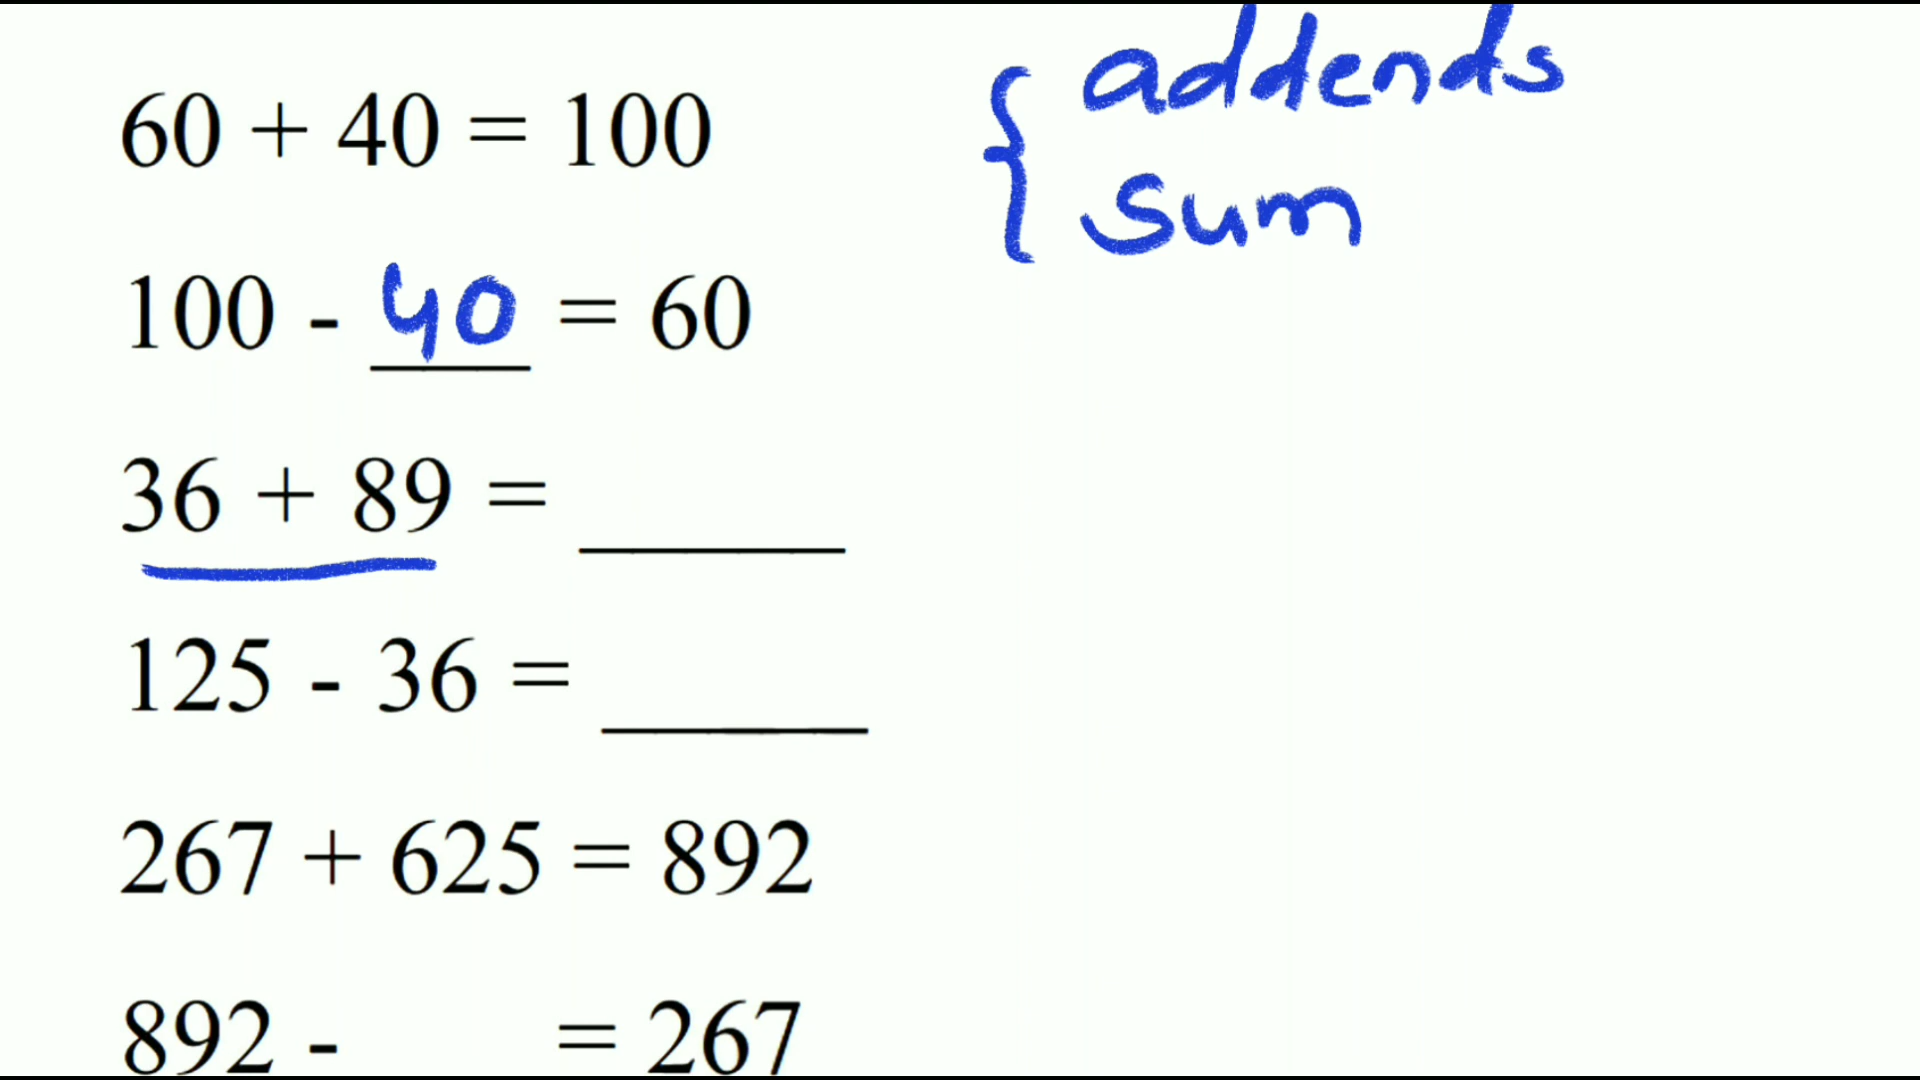 60 + 40 = 100
addends
sum
100 - 40 = 60
36 + 89 = ______
125 - 36 = ______
267 + 625 = 892
892 - = 267